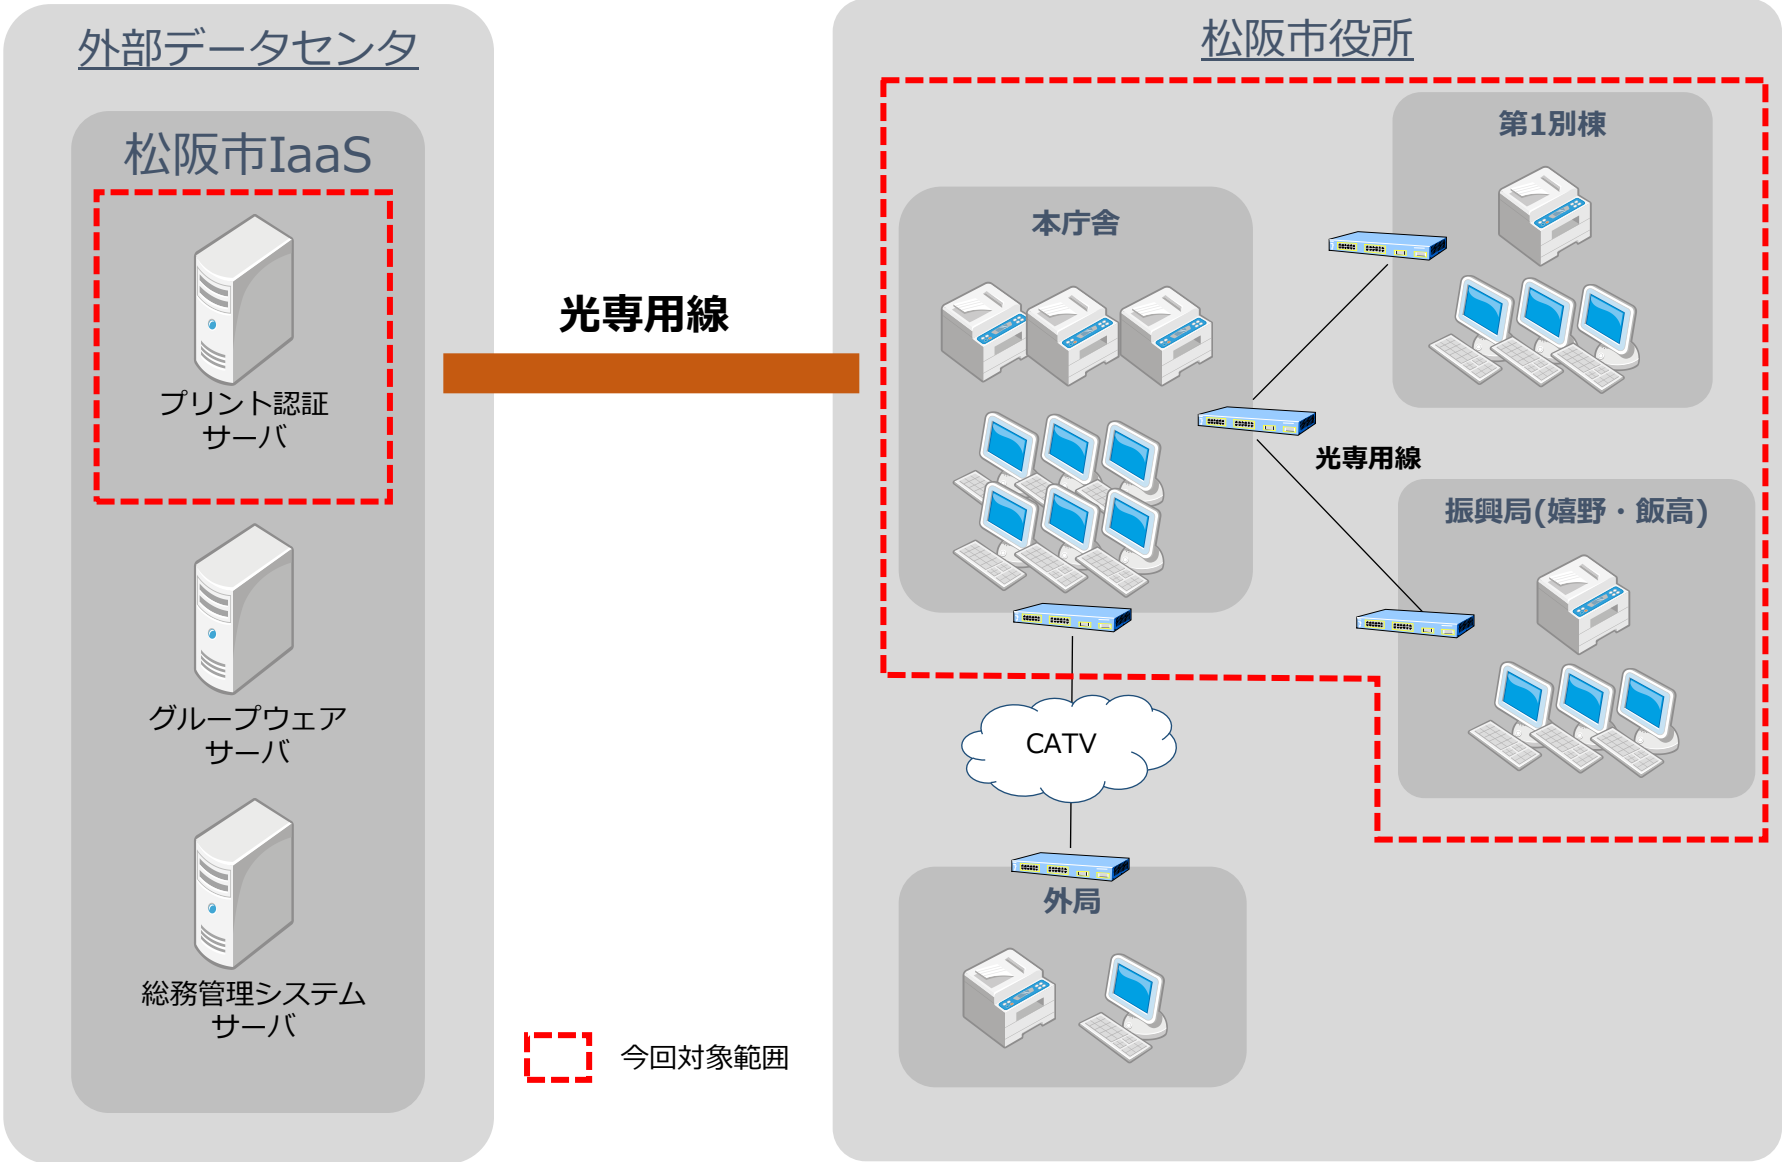 外部データセンタ
松阪市IaaS
プリント認証
サーバ
グループウェア
サーバ
総務管理システム
サーバ
光専用線
今回対象範囲
松阪市役所
本庁舎
第1別棟
光専用線
振興局(嬉野・飯高)
CATV
外局